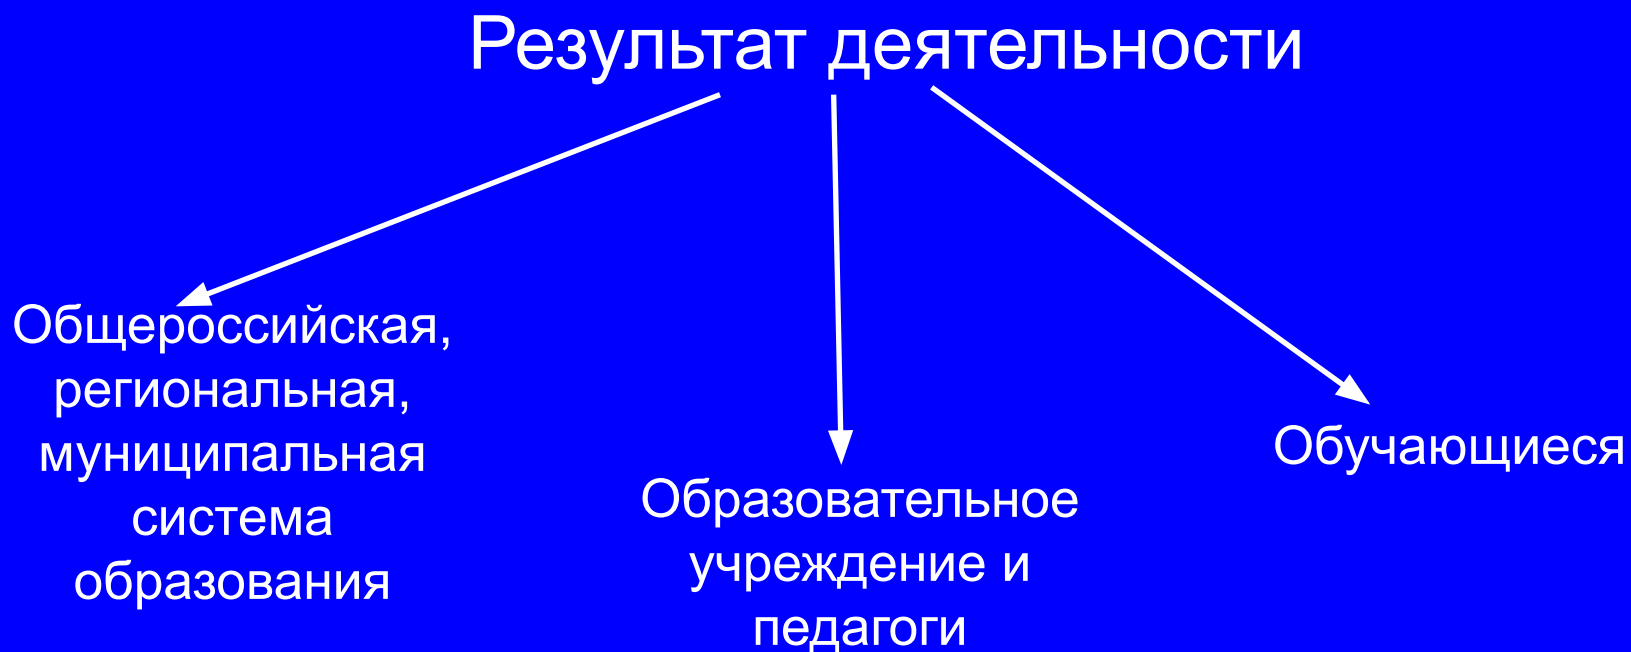 Результат деятельности
Общероссийская,
региональная,
муниципальная
система
образования
Образовательное
учреждение и
педагоги
Обучающиеся